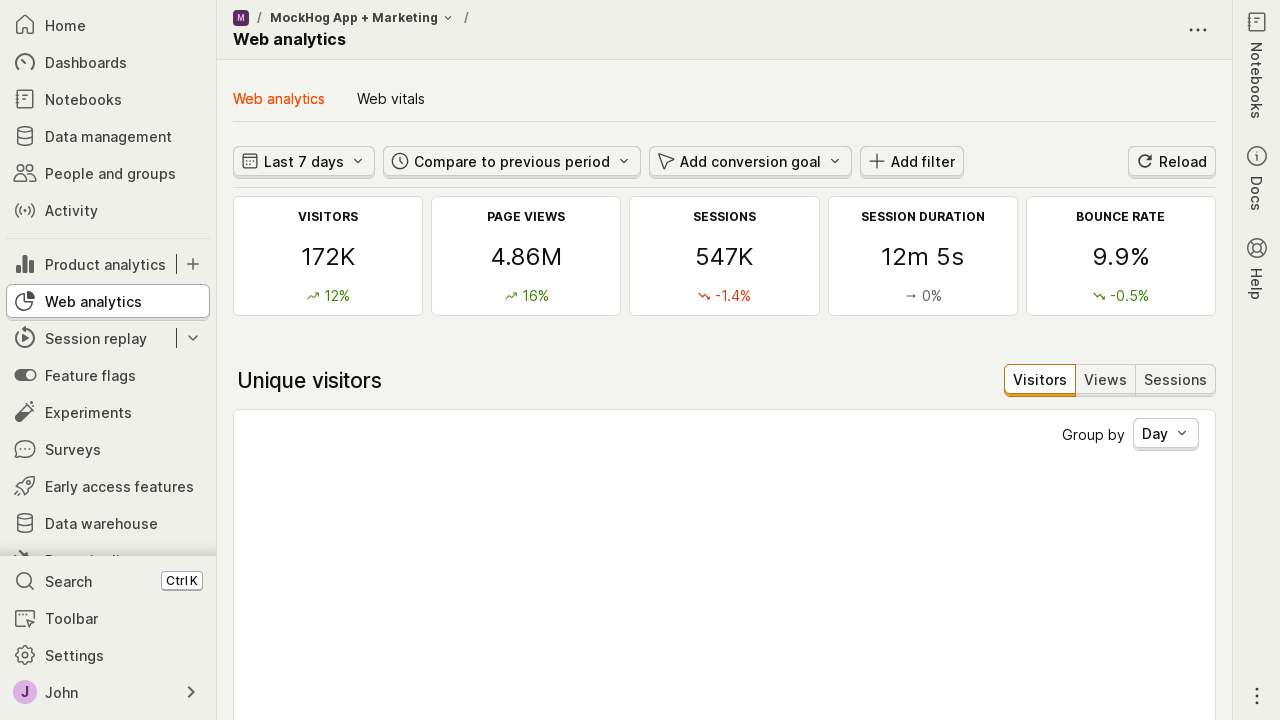 Home
Dashboards
Notebooks
Data management
People and groups
Activity
Product analytics
Web analytics
Session replay
Feature flags
Experiments
Surveys
Early access features
Data warehouse
Search Ctrl K
Toolbar
Settings
J John
M / MockHog App + Marketing /
Web analytics
Web analytics Web vitals
Last 7 days Compare to previous period Add conversion goal Add filter Reload
VISITORS PAGE VIEWS SESSIONS SESSION DURATION BOUNCE RATE
172K 4.86M 547K 12m 5s 9.9%
12% 16% -1.4% 0% -0.5%
Unique visitors Visitors Views Sessions
Group by Day
Notebooks
Docs
Help